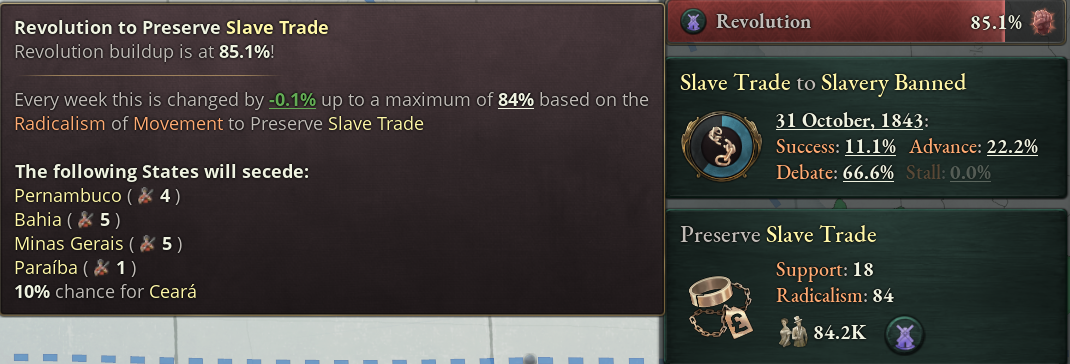 Revolution to Preserve Slave Trade
Revolution buildup is at 85.1%!
Every week this is changed by -0.1% up to a maximum of 84% based on the
Radicalism of Movement to Preserve Slave Trade
The following States will secede:
Pernambuco ( 4 )
Bahia ( 5 )
Minas Gerais ( 5 )
Paraíba ( 1 )
10% chance for Ceará
Revolution 85.1%
Slave Trade to Slavery Banned
31 October, 1843:
Success: 11.1% Advance: 22.2%
Debate: 66.6% Stall: 0.0%
Preserve Slave Trade
Support: 18
Radicalism: 84
£
84.2K